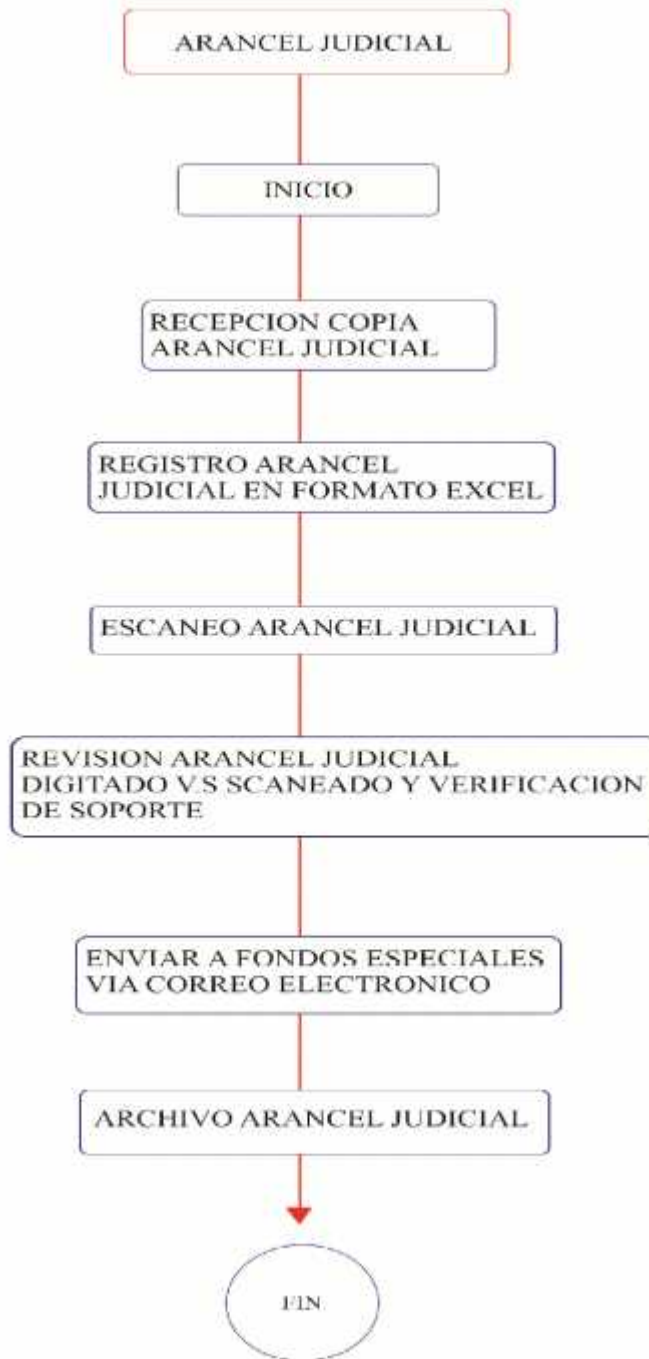 ARANCEL JUDICIAL
INICIO
RECEPCION COPIA
ARANCEL JUDICIAL
REGISTRO ARANCEL
JUDICIAL EN FORMATO EXCEL
ESCANEO ARANCEL JUDICIAL
REVISION ARANCEL JUDICIAL
DIGITADO V.S SCANEADO Y VERIFICACION
DE SOPORTE
ENVIAR A FONDOS ESPECIALES
VIA CORREO ELECTRONICO
ARCHIVO ARANCEL JUDICIAL
FIN